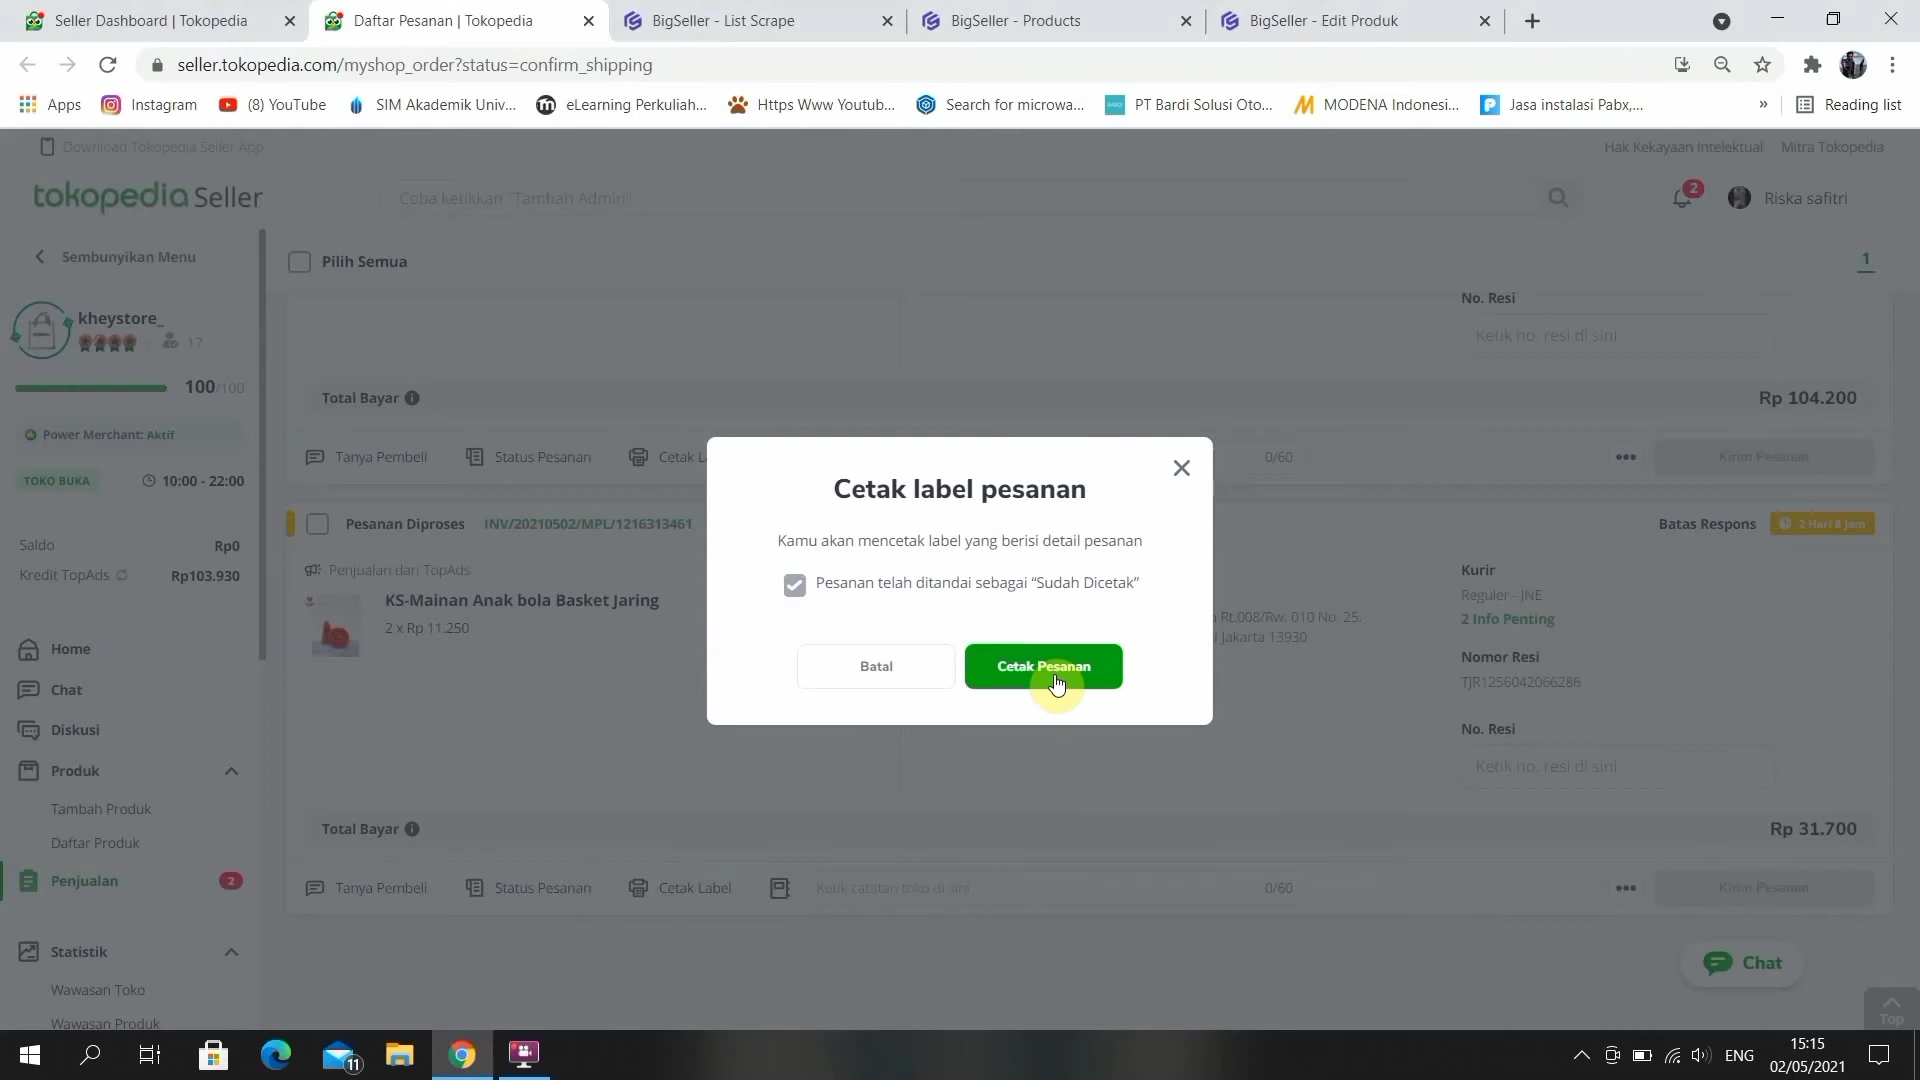 Seller Dashboard | Tokopedia
Daftar Pesanan | Tokopedia
BigSeller - List Scrape
BigSeller - Products
BigSeller - Edit Produk
seller.tokopedia.com/myshop_order?status=confirm_shipping
Apps
Instagram
(8) YouTube
SIM Akademik Univ...
eLearning Perkuliah...
Https Www Youtub...
Search for microwa...
PT Bardi Solusi Oto...
MODENA Indonesi...
Jasa instalasi Pabx,...
»
Reading list
Download Tokopedia Seller App
Hak Kekayaan Intelektual
Mitra Tokopedia
tokopedia Seller
Coba ketikkan "Tambah Admin"
2
Riska safitri
Sembunyikan Menu
Pilih Semua
1
kheystore_
17
100/100
Power Merchant: Aktif
TOKO BUKA
10:00 - 22:00
Saldo
Rp0
Kredit TopAds
Rp103.930
Home
Chat
Diskusi
Produk
Tambah Produk
Daftar Produk
Penjualan
2
Statistik
Wawasan Toko
Wawasan Produk
No. Resi
Ketik no. resi di sini
Total Bayar
Rp 104.200
Tanya Pembeli
Status Pesanan
Cetak La
0/60
Kirim Pesanan
Cetak label pesanan
Kamu akan mencetak label yang berisi detail pesanan
Pesanan telah ditandai sebagai “Sudah Dicetak”
Batal
Cetak Pesanan
Pesanan Diproses
INV/20210502/MPL/1216313461
Batas Respons
2 Hari 8 Jam
Penjualan dari TopAds
KS-Mainan Anak bola Basket Jaring
2 x Rp 11.250
Rt.008/Rw. 010 No. 25.
Jakarta 13930
Kurir
Reguler - JNE
2 Info Penting
Nomor Resi
TJR1256042066286
No. Resi
Ketik no. resi di sini
Total Bayar
Rp 31.700
Tanya Pembeli
Status Pesanan
Cetak Label
Ketik catatan toko di sini
0/60
Kirim Pesanan
Chat
Top
11
ENG
15:15
02/05/2021